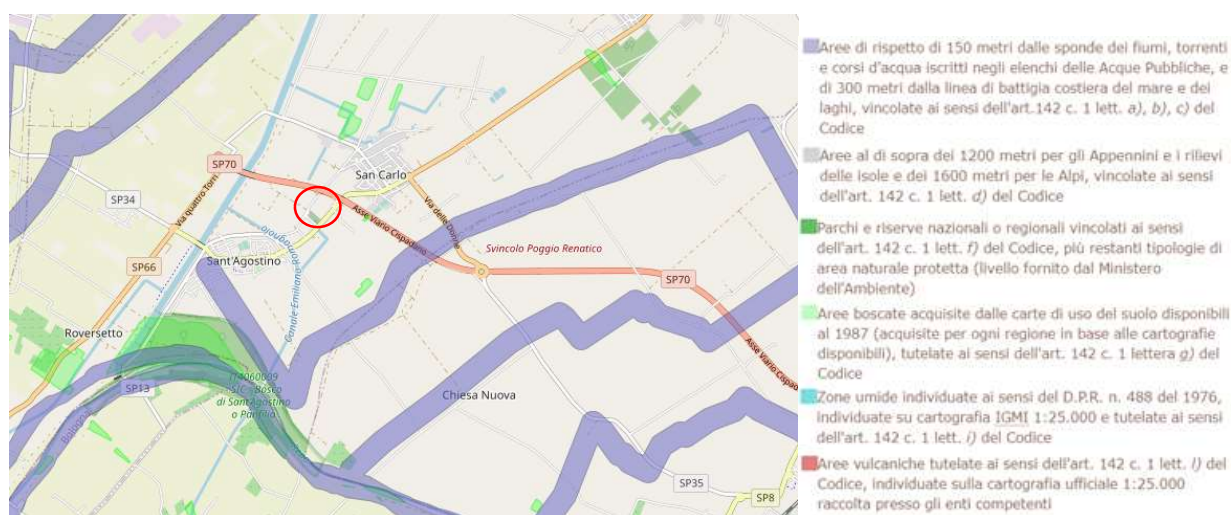 SP70
San Carlo
SP34
Via quattro Torri
Asse Viario Cispadano
Via delle Donne
Svincolo Poggio Renatico
Sant'Agostino
SP66
SP70
Canale Emiliano Romagnolo
Roversetto
Asse Viario Cispad
IT4060009
di Sant'Agostino
o Panfilia
SP13
Chiesa Nuova
Bologna
SP35
SP8
Aree di rispetto di 150 metri dalle sponde dei fiumi, torrenti
e corsi d'acqua iscritti negli elenchi delle Acque Pubbliche, e
di 300 metri dalla linea di battigia costiera del mare e dei
laghi, vincolate ai sensi dell'art.142 c. 1 lett. a), b), c) del
Codice
Aree al di sopra dei 1200 metri per gli Appennini e i rilievi
delle isole e dei 1600 metri per le Alpi, vincolate ai sensi
dell'art. 142 c. 1 lett. d) del Codice
Parchi e riserve nazionali o regionali vincolati ai sensi
dell'art. 142 c. 1 lett. f) del Codice, più restanti tipologie di
area naturale protetta (livello fornito dal Ministero
dell'Ambiente)
Aree boscate acquisite dalle carte di uso del suolo disponibili
al 1987 (acquisite per ogni regione in base alle cartografie
disponibili), tutelate ai sensi dell'art. 142 c. 1 lettera g) del
Codice
Zone umide individuate ai sensi del D.P.R. n. 488 del 1976,
individuate su cartografia IGMI 1:25.000 e tutelate ai sensi
dell'art. 142 c. 1 lett. i) del Codice
Aree vulcaniche tutelate ai sensi dell'art. 142 c. 1 lett. l) del
Codice, individuate sulla cartografia ufficiale 1:25.000
raccolta presso gli enti competenti